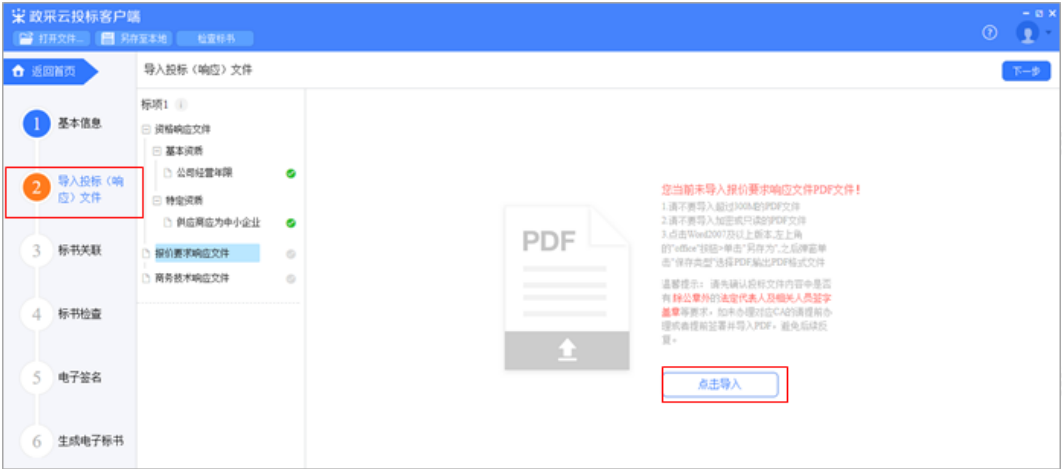 政采云投标客户端
打开文件... 另存至本地 检查标书
返回首页 导入投标（响应）文件 下一步
1 基本信息
2 导入投标（响
应）文件
3 标书关联
4 标书检查
5 电子签名
6 生成电子标书
标项1
资格响应文件
基本资质
公司经营年限
特定资质
供应商应为中小企业
报价要求响应文件
商务技术响应文件
PDF
您当前未导入报价要求响应文件PDF文件！
1.请不要导入超过300M的PDF文件
2.请不要导入加密或只读的PDF文件
3.点击Word2007及以上版本,左上角
的"office"按钮>单击"另存为",之后弹窗单
击"保存类型"选择PDF,输出PDF格式文件
温馨提示：请先确认投标文件内容中是否
有除公章外的法定代表人及相关人员签字
盖章等要求，如未办理对应CA的请提前办
理或者提前签署并导入PDF，避免后续反
复。
点击导入